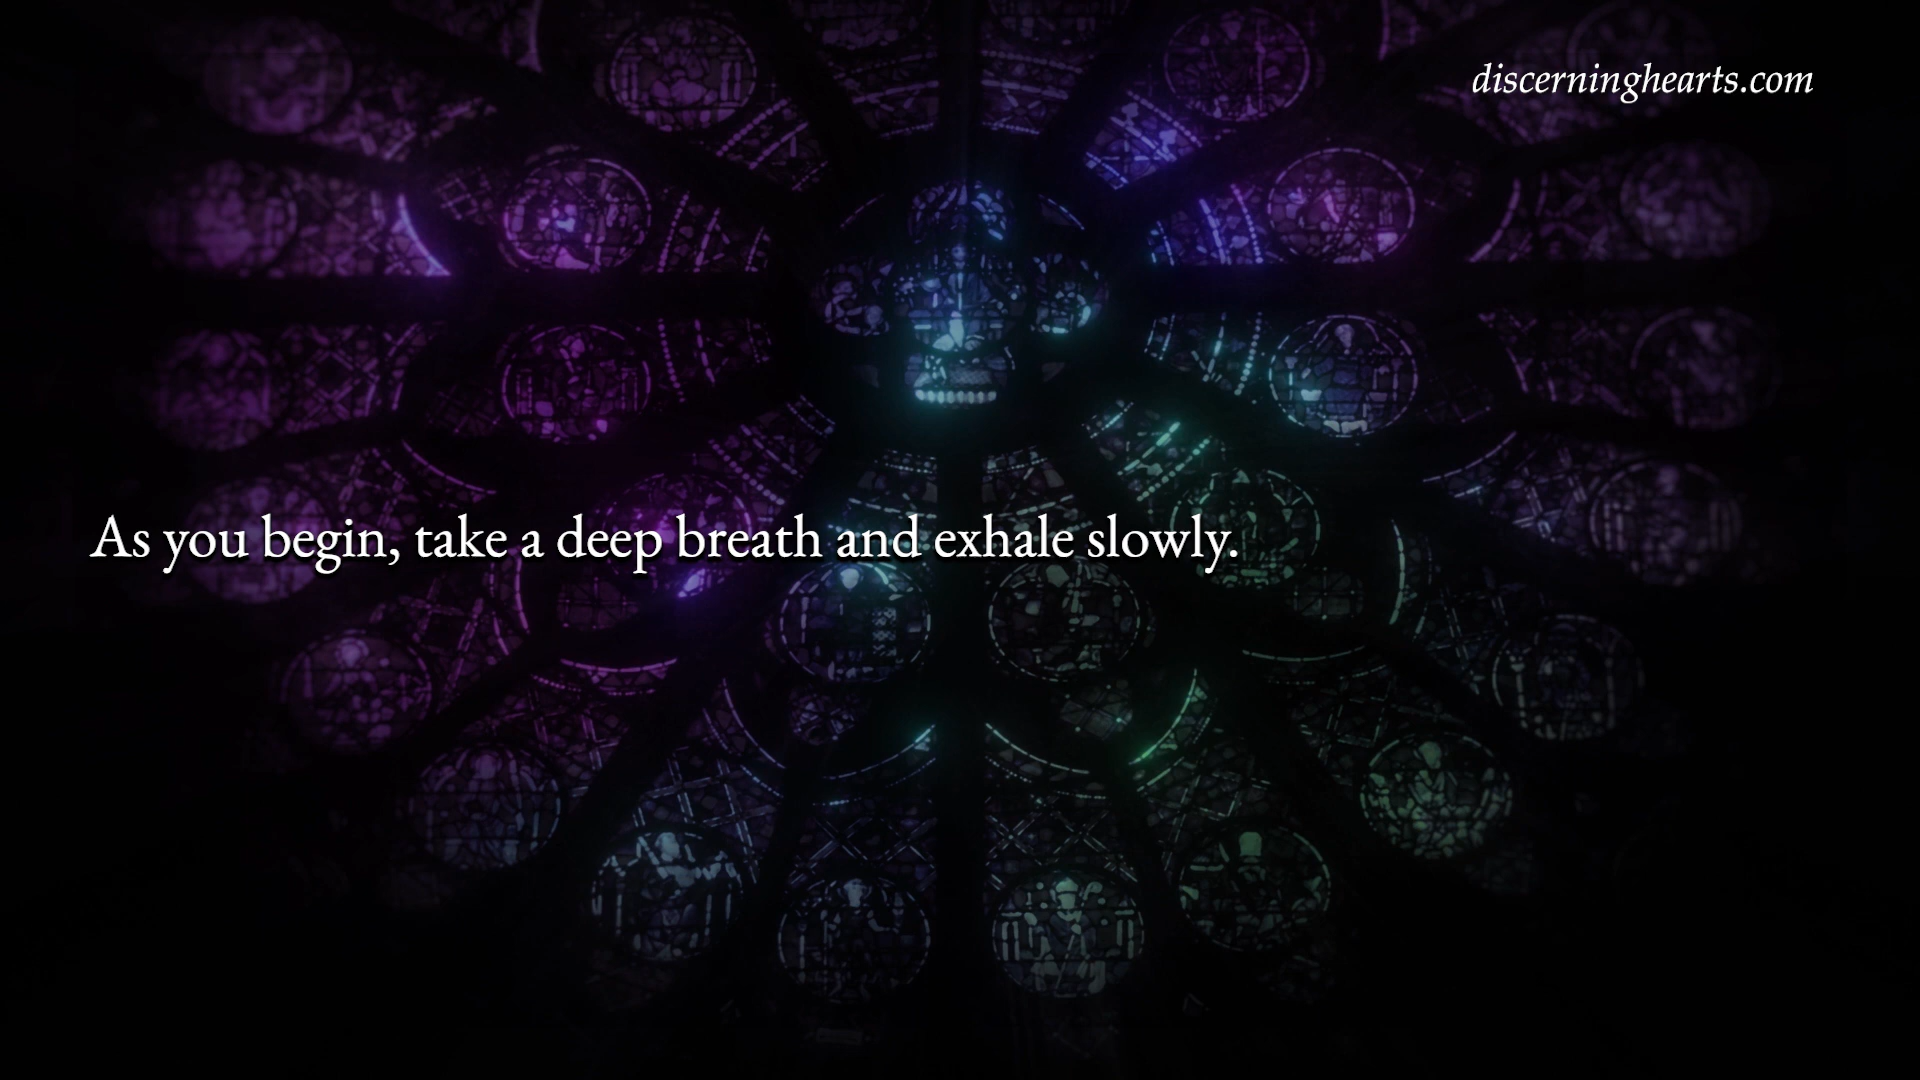 discerninghearts.com
As you begin, take a deep breath and exhale slowly.